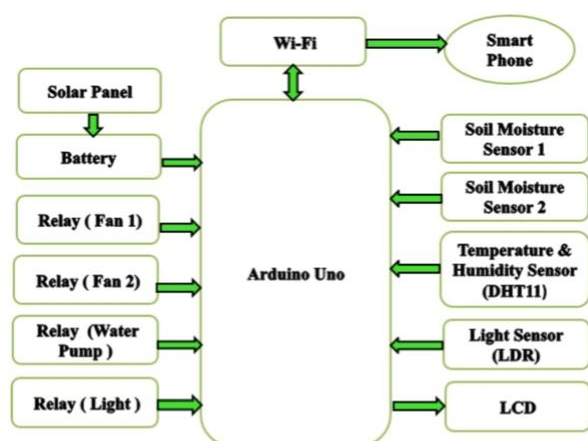 Wi-Fi
Smart
Phone
Solar Panel
Battery
Relay ( Fan 1)
Relay ( Fan 2)
Relay (Water
Pump )
Relay ( Light )
Arduino Uno
Soil Moisture
Sensor 1
Soil Moisture
Sensor 2
Temperature &
Humidity Sensor
(DHT11)
Light Sensor
(LDR)
LCD